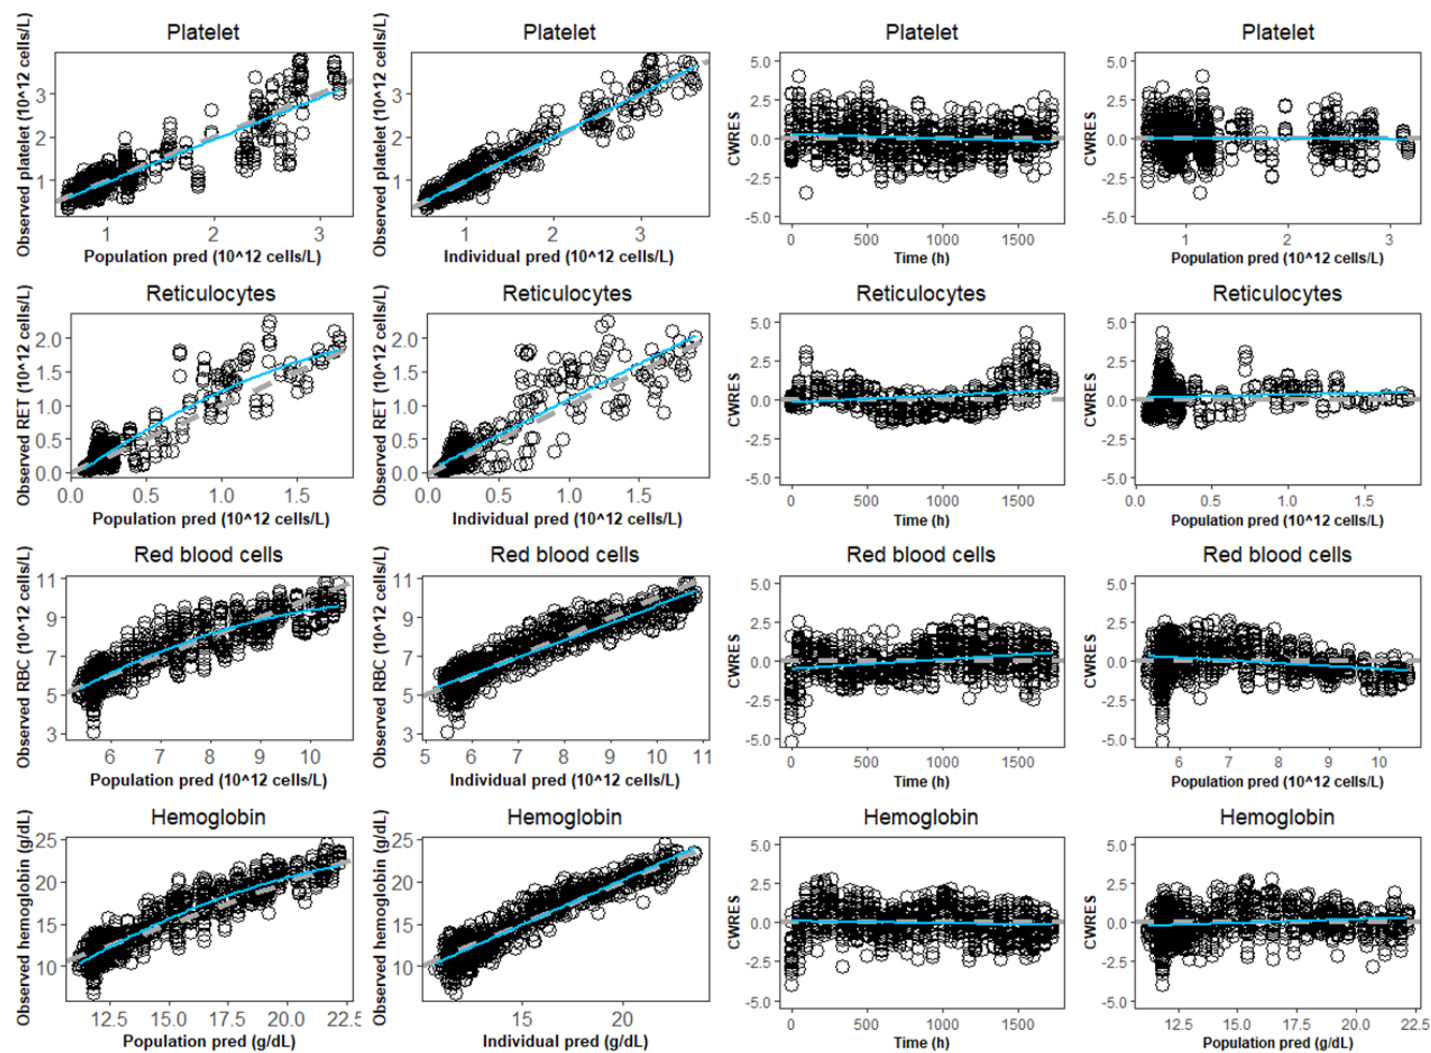 Platelet
Observed platelet (10^12 cells/L)
3
2
1
1
2
3
Population pred (10^12 cells/L)
Platelet
Observed platelet (10^12 cells/L)
3
2
1
1
2
3
Individual pred (10^12 cells/L)
Platelet
CWRES
5.0
2.5
0.0
-2.5
-5.0
0
500
1000
1500
Time (h)
Platelet
CWRES
5.0
2.5
0.0
-2.5
-5.0
1
2
3
Population pred (10^12 cells/L)
Reticulocytes
Observed RET (10^12 cells/L)
2.0
1.5
1.0
0.5
0.0
0.0
0.5
1.0
1.5
Population pred (10^12 cells/L)
Reticulocytes
Observed RET (10^12 cells/L)
2.0
1.5
1.0
0.5
0.0
0.0
0.5
1.0
1.5
Individual pred (10^12 cells/L)
Reticulocytes
CWRES
5.0
2.5
0.0
-2.5
-5.0
0
500
1000
1500
Time (h)
Reticulocytes
CWRES
5.0
2.5
0.0
-2.5
-5.0
0.0
0.5
1.0
1.5
Population pred (10^12 cells/L)
Red blood cells
Observed RBC (10^12 cells/L)
11
9
7
5
3
6
7
8
9
10
Population pred (10^12 cells/L)
Red blood cells
Observed RBC (10^12 cells/L)
11
9
7
5
3
5
6
7
8
9
10
11
Individual pred (10^12 cells/L)
Red blood cells
CWRES
5.0
2.5
0.0
-2.5
-5.0
0
500
1000
1500
Time (h)
Red blood cells
CWRES
5.0
2.5
0.0
-2.5
-5.0
6
7
8
9
10
Population pred (10^12 cells/L)
Hemoglobin
Observed hemoglobin (g/dL)
25
20
15
10
12.5
15.0
17.5
20.0
22.5
Population pred (g/dL)
Hemoglobin
Observed hemoglobin (g/dL)
25
20
15
10
15
20
Individual pred (g/dL)
Hemoglobin
CWRES
5.0
2.5
0.0
-2.5
-5.0
0
500
1000
1500
Time (h)
Hemoglobin
CWRES
5.0
2.5
0.0
-2.5
-5.0
12.5
15.0
17.5
20.0
22.5
Population pred (g/dL)